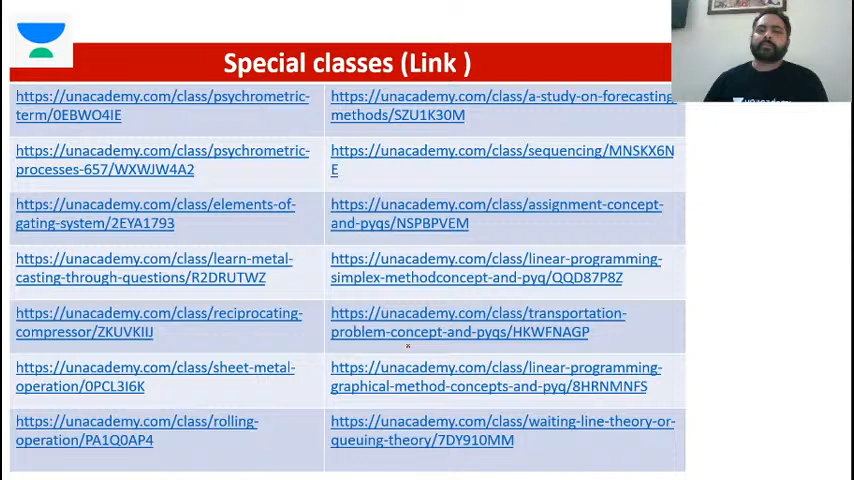 Special classes (Link )
https://unacademy.com/class/psychrometric-
term/0EBWO4IE
https://unacademy.com/class/a-study-on-forecasting
methods/SZU1K30M
https://unacademy.com/class/psychrometric-
processes-657/WXWJW4A2
https://unacademy.com/class/sequencing/MNSKX6N
E
https://unacademy.com/class/elements-of-
gating-system/2EYA1793
https://unacademy.com/class/assignment-concept-
and-pyqs/NSPBPVEM
https://unacademy.com/class/learn-metal-
casting-through-questions/R2DRUTWZ
https://unacademy.com/class/linear-programming-
simplex-methodconcept-and-pyq/QQD87P8Z
https://unacademy.com/class/reciprocating-
compressor/ZKUVKIIJ
https://unacademy.com/class/transportation-
problem-concept-and-pyqs/HKWFNAGP
https://unacademy.com/class/sheet-metal-
operation/0PCL3I6K
https://unacademy.com/class/linear-programming-
graphical-method-concepts-and-pyq/8HRNMNFS
https://unacademy.com/class/rolling-
operation/PA1Q0AP4
https://unacademy.com/class/waiting-line-theory-or-
queuing-theory/7DY910MM
unacademy